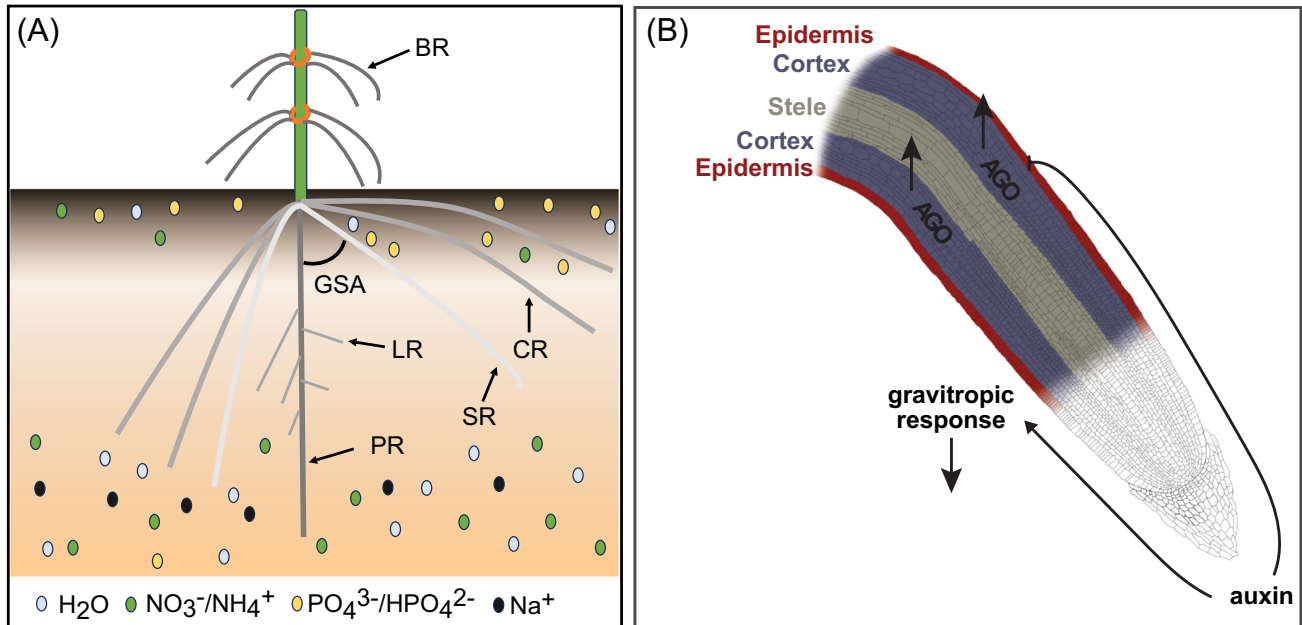 (A)
BR
GSA
LR
CR
SR
PR
H₂O NO₃⁻/NH₄⁺ PO₄³⁻/HPO₄²⁻ Na⁺
(B)
Epidermis
Cortex
Stele
Cortex
Epidermis
AGO
AGO
gravitropic
response
auxin